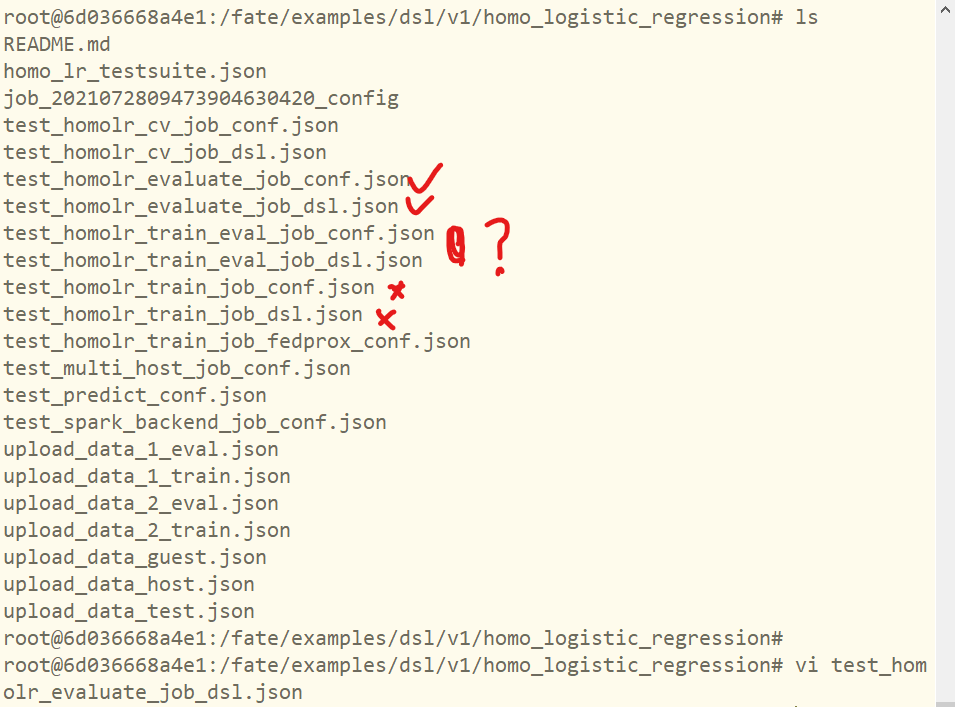 root@6d036668a4e1:/fate/examples/dsl/v1/homo_logistic_regression# ls
README.md
homo_lr_testsuite.json
job_2021072809473904630420_config
test_homolr_cv_job_conf.json
test_homolr_cv_job_dsl.json
test_homolr_evaluate_job_conf.json
test_homolr_evaluate_job_dsl.json
test_homolr_train_eval_job_conf.json ?
test_homolr_train_eval_job_dsl.json
test_homolr_train_job_conf.json
test_homolr_train_job_dsl.json
test_homolr_train_job_fedprox_conf.json
test_multi_host_job_conf.json
test_predict_conf.json
test_spark_backend_job_conf.json
upload_data_1_eval.json
upload_data_1_train.json
upload_data_2_eval.json
upload_data_2_train.json
upload_data_guest.json
upload_data_host.json
upload_data_test.json
root@6d036668a4e1:/fate/examples/dsl/v1/homo_logistic_regression#
root@6d036668a4e1:/fate/examples/dsl/v1/homo_logistic_regression# vi test_hom
olr_evaluate_job_dsl.json